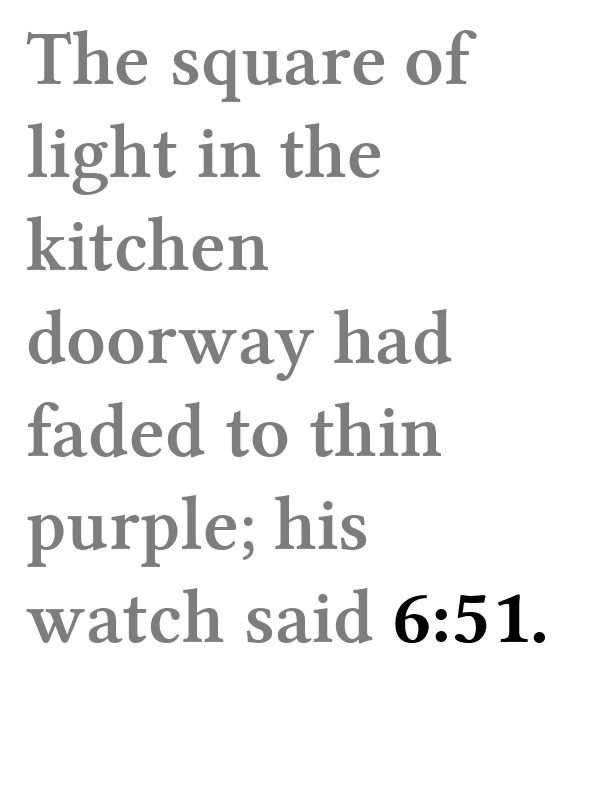 The square of
light in the
kitchen
doorway had
faded to thin
purple; his
watch said 6:51.